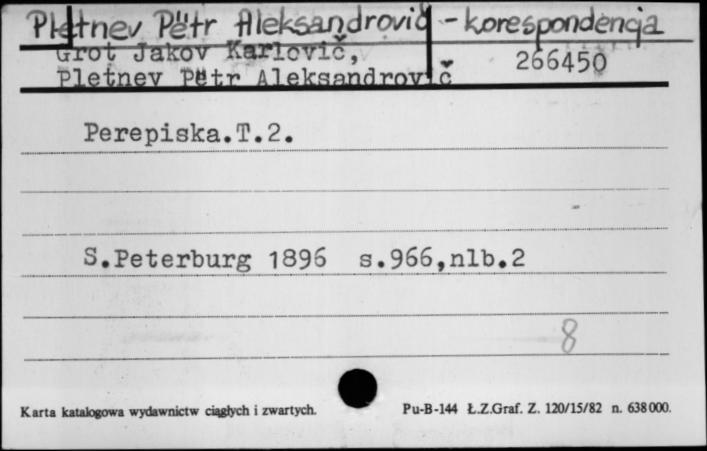 Pletnev Pëtr Aleksandrovič - korespondencja
Grot Jakov Karlovič,
266450
Pletnev Pëtr Aleksandrovič
Perepiska.T.2.
S.Peterburg 1896 s.966,nlb.2
8
Karta katalogowa wydawnictw ciągłych i zwartych.
Pu-B-144 Ł.Z.Graf. Z. 120/15/82 n. 638000.